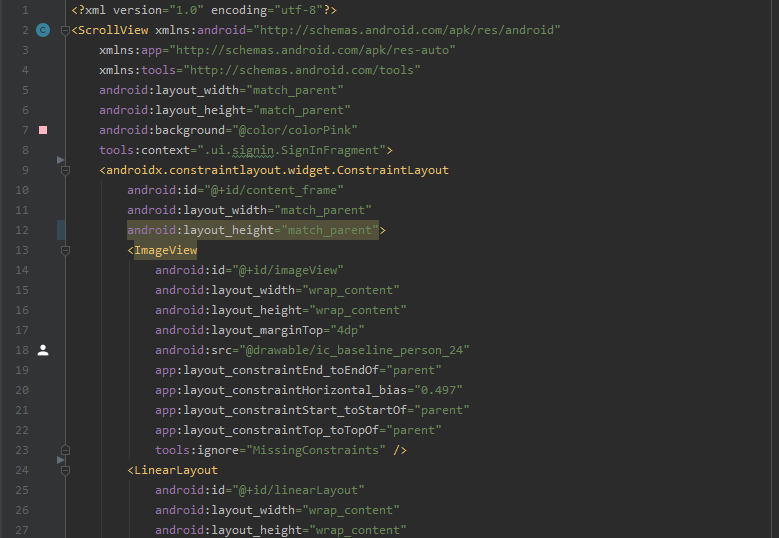 1 <?xml version="1.0" encoding="utf-8"?>
2 C <ScrollView xmlns:android="http://schemas.android.com/apk/res/android"
3 xmlns:app="http://schemas.android.com/apk/res-auto"
4 xmlns:tools="http://schemas.android.com/tools"
5 android:layout_width="match_parent"
6 android:layout_height="match_parent"
7 android:background="@color/colorPink"
8 tools:context=".ui.signin.SignInFragment">
9 <androidx.constraintlayout.widget.ConstraintLayout
10 android:id="@+id/content_frame"
11 android:layout_width="match_parent"
12 android:layout_height="match_parent">
13 <ImageView
14 android:id="@+id/imageView"
15 android:layout_width="wrap_content"
16 android:layout_height="wrap_content"
17 android:layout_marginTop="4dp"
18 android:src="@drawable/ic_baseline_person_24"
19 app:layout_constraintEnd_toEndOf="parent"
20 app:layout_constraintHorizontal_bias="0.497"
21 app:layout_constraintStart_toStartOf="parent"
22 app:layout_constraintTop_toTopOf="parent"
23 tools:ignore="MissingConstraints" />
24 <LinearLayout
25 android:id="@+id/linearLayout"
26 android:layout_width="wrap_content"
27 android:layout_height="wrap_content"